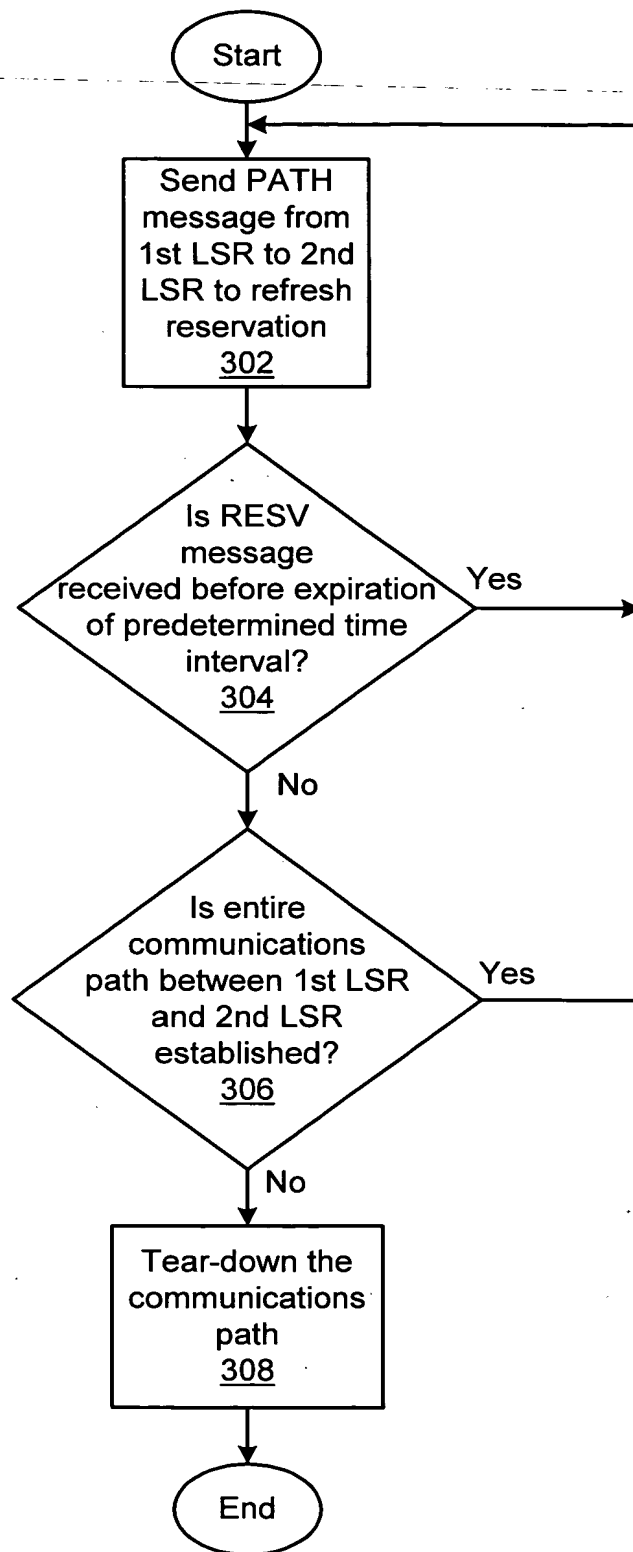 Start
Send PATH
message from
1st LSR to 2nd
LSR to refresh
reservation
302
Is RESV
message
received before expiration
of predetermined time
interval?
304
Yes
No
Is entire
communications
path between 1st LSR
and 2nd LSR
established?
306
Yes
No
Tear-down the
communications
path
308
End